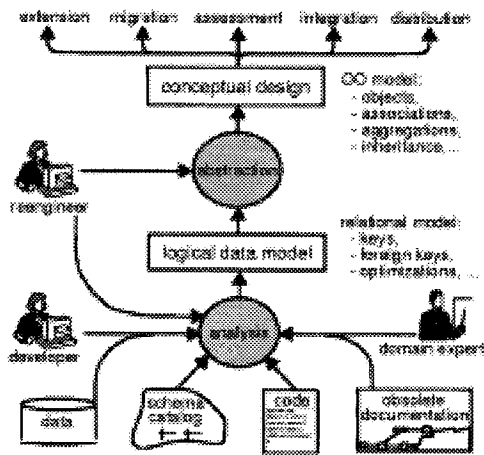 extension migration assessment integration distribution
conceptual design
OO model:
- objects,
- associations,
- aggregations,
- inheritance, ...
abstraction
reengineer
relational model:
- keys,
- foreign keys,
- optimizations, ...
logical data model
developer
analysis
domain expert
data
schema
catalog
code
obsolete
documentation